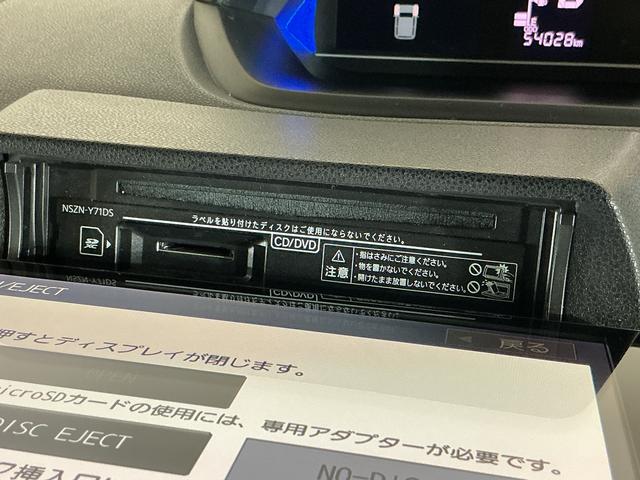 E
ODO
54028km
NSZN-Y71DS
ラベルを貼り付けたディスクはご使用にならないでください。
CD/DVD
注意
・指はさみにご注意ください。
・物を置かないでください。
・開けたまま放置しないでください。
/EJECT
戻る
押すとディスプレイが閉じます。
OPEN
microSDカードの使用には、専用アダプターが必要です。
DISC EJECT
NO-DISC